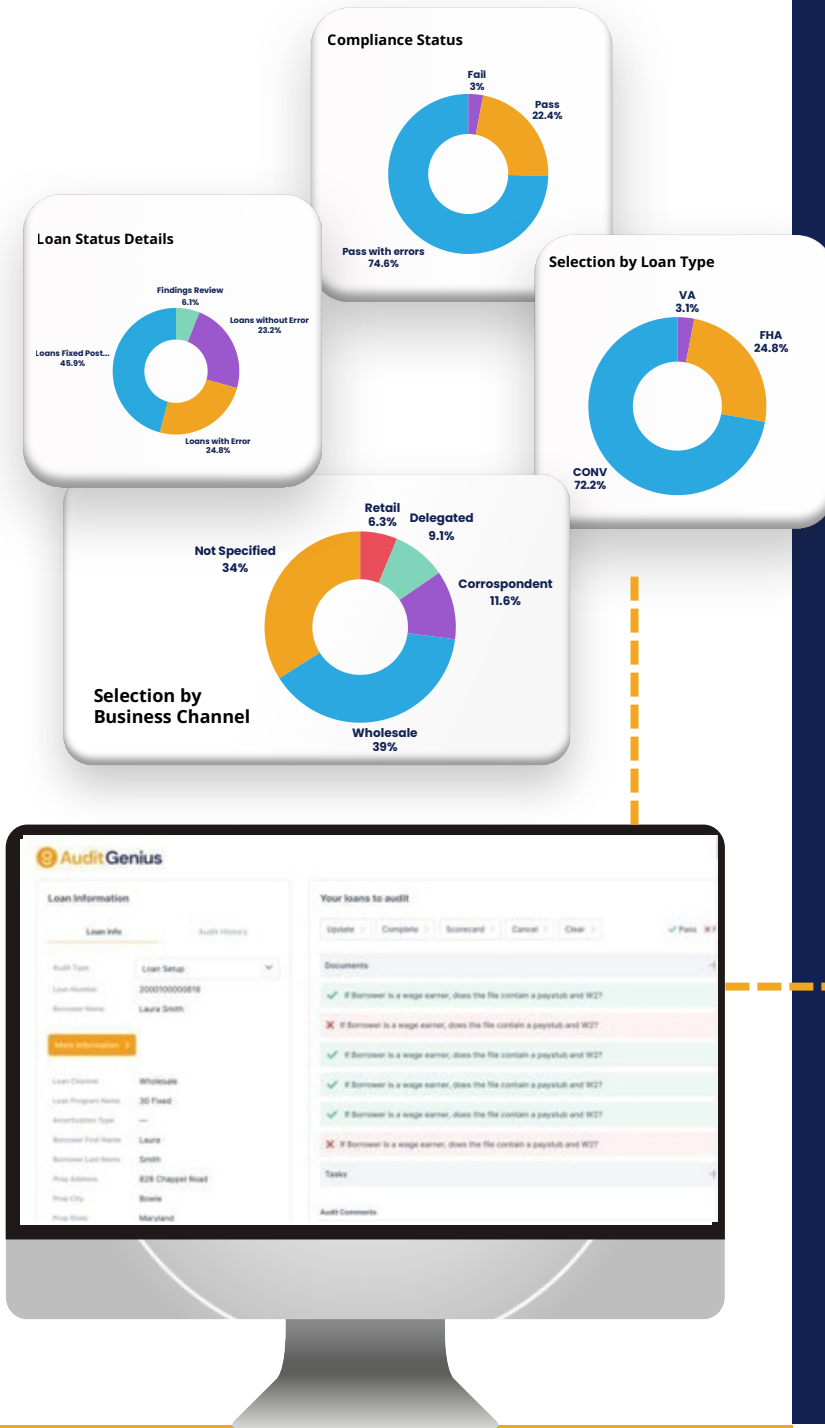 Compliance Status
Fail
3%
Pass
22.4%
Pass with errors
74.6%
Loan Status Details
Findings Review
6.1%
Loans without Error
23.2%
Loans Fixed Post...
45.9%
Loans with Error
24.8%
Selection by Loan Type
VA
3.1%
FHA
24.8%
CONV
72.2%
Retail
6.3%
Delegated
9.1%
Not Specified
34%
Corrospondent
11.6%
Selection by
Business Channel
Wholesale
39%
AuditGenius
Loan Information
Loan Info
Audit History
Audit Type
Loan Setup
Loan Number
2000100000818
Borrower Name
Laura Smith
More Information
Loan Channel
Wholesale
Loan Program Name
30 Fixed
Amortization Type
—
Borrower First Name
Laura
Borrower Last Name
Smith
Prop Address
828 Chappel Road
Prop City
Bowie
Prop State
Maryland
Your loans to audit
Update
Complete
Scorecard
Cancel
Clear
Pass
Documents
If Borrower is a wage earner, does the file contain a paystub and W2?
If Borrower is a wage earner, does the file contain a paystub and W2?
If Borrower is a wage earner, does the file contain a paystub and W2?
If Borrower is a wage earner, does the file contain a paystub and W2?
If Borrower is a wage earner, does the file contain a paystub and W2?
If Borrower is a wage earner, does the file contain a paystub and W2?
Tasks
Audit Comments